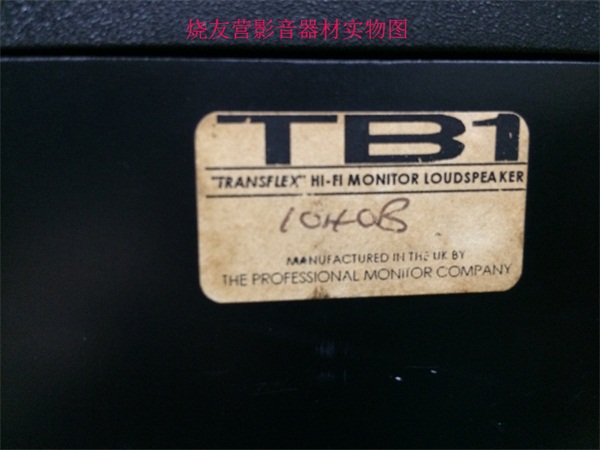 烧友营影音器材实物图
TB1
"TRANSFLEX" HI-FI MONITOR LOUDSPEAKER
1040B
MANUFACTURED IN THE UK BY
THE PROFESSIONAL MONITOR COMPANY